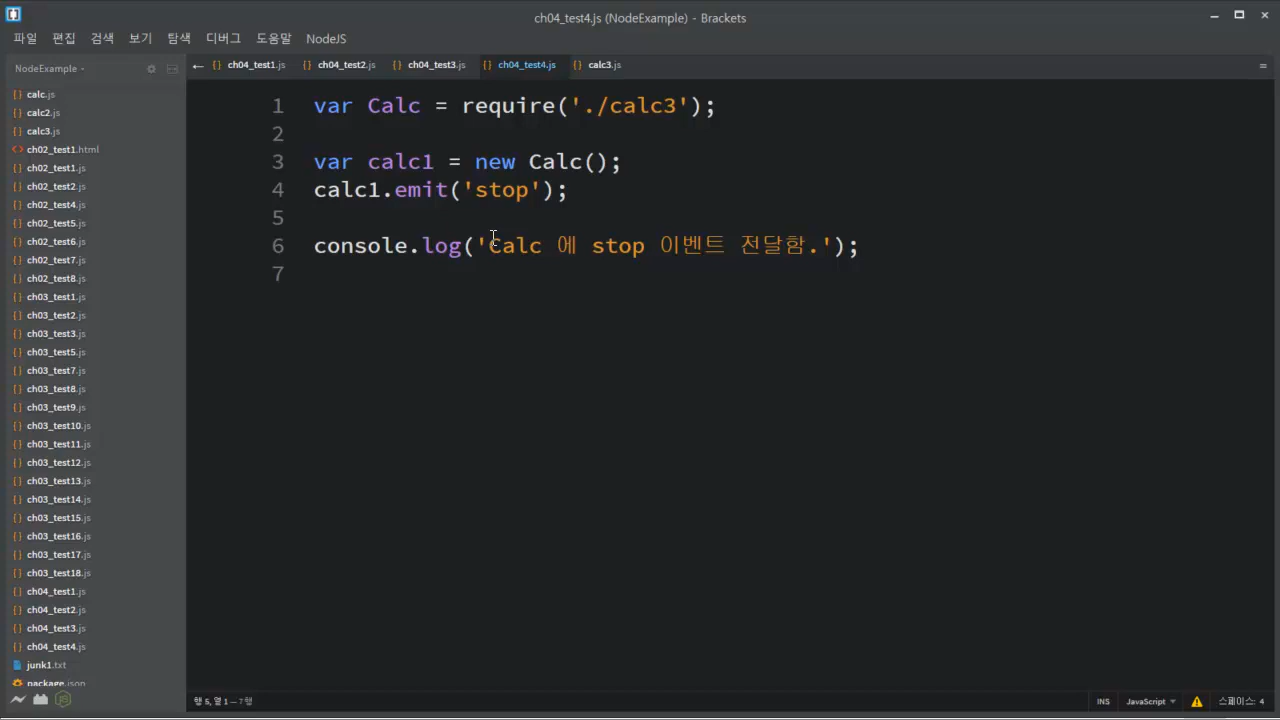 ch04_test4.js (NodeExample) - Brackets
파일 편집 검색 보기 탐색 디버그 도움말 NodeJS
NodeExample
ch04_test1.js ch04_test2.js ch04_test3.js ch04_test4.js calc3.js
calc.js
calc2.js
calc3.js
ch02_test1.html
ch02_test1.js
ch02_test2.js
ch02_test4.js
ch02_test5.js
ch02_test6.js
ch02_test7.js
ch02_test8.js
ch03_test1.js
ch03_test2.js
ch03_test3.js
ch03_test5.js
ch03_test7.js
ch03_test8.js
ch03_test9.js
ch03_test10.js
ch03_test11.js
ch03_test12.js
ch03_test13.js
ch03_test14.js
ch03_test15.js
ch03_test16.js
ch03_test17.js
ch03_test18.js
ch04_test1.js
ch04_test2.js
ch04_test3.js
ch04_test4.js
junk1.txt
package.json
1 var Calc = require('./calc3');
2
3 var calc1 = new Calc();
4 calc1.emit('stop');
5
6 console.log('Calc 에 stop 이벤트 전달함.');
7
행 5, 열 1 — 7 행
INS JavaScript 스페이스: 4